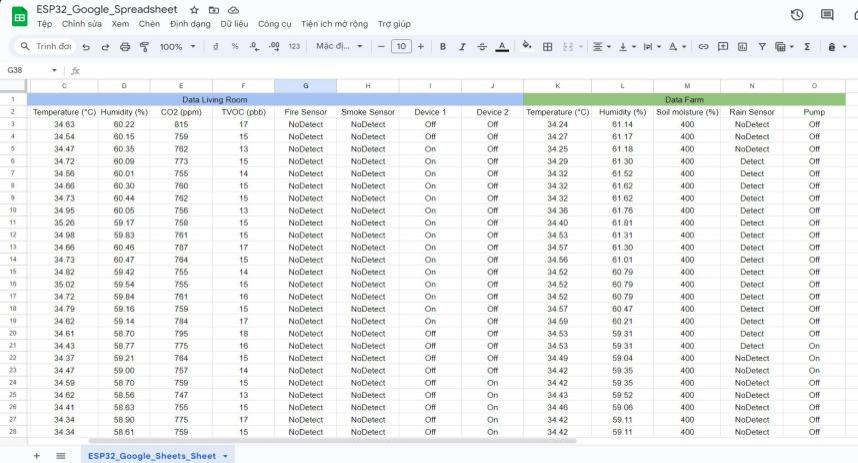 ESP32_Google_Spreadsheet
Tệp Chỉnh sửa Xem Chèn Định dạng Dữ liệu Công cụ Tiện ích mở rộng Trợ giúp
Trình đơn 100% đ % .0 .00 123 Mặc đị... − 10 + B I A
G38 fx
C D E F G H I J K L M N O
1 Data Living Room Data Farm
2 Temperature (°C) Humidity (%) CO2 (ppm) TVOC (pbb) Fire Sensor Smoke Sensor Device 1 Device 2 Temperature (°C) Humidity (%) Soil moisture (%) Rain Sensor Pump
3 34.63 60.22 815 17 NoDetect NoDetect Off Off 34.24 61.14 400 NoDetect Off
4 34.54 60.15 759 15 NoDetect NoDetect Off Off 34.27 61.17 400 NoDetect Off
5 34.47 60.35 762 13 NoDetect NoDetect On Off 34.25 61.18 400 NoDetect Off
6 34.72 60.09 773 15 NoDetect NoDetect On Off 34.29 61.30 400 Detect Off
7 34.56 60.01 755 14 NoDetect NoDetect On Off 34.32 61.52 400 Detect Off
8 34.66 60.30 760 15 NoDetect NoDetect On Off 34.32 61.62 400 Detect Off
9 34.73 60.44 762 15 NoDetect NoDetect On Off 34.32 61.62 400 Detect Off
10 34.95 60.05 756 13 NoDetect NoDetect On Off 34.36 61.76 400 Detect Off
11 35.26 59.17 758 15 NoDetect NoDetect On Off 34.40 61.81 400 Detect Off
12 34.98 59.83 761 15 NoDetect NoDetect On Off 34.53 61.31 400 Detect Off
13 34.66 60.46 787 17 NoDetect NoDetect On Off 34.57 61.30 400 Detect Off
14 34.73 60.47 764 15 NoDetect NoDetect On Off 34.56 61.01 400 Detect Off
15 34.82 59.42 755 14 NoDetect NoDetect On Off 34.52 60.79 400 Detect Off
16 35.02 59.54 755 15 NoDetect NoDetect On Off 34.52 60.79 400 Detect Off
17 34.72 59.84 761 16 NoDetect NoDetect On Off 34.52 60.79 400 Detect Off
18 34.79 59.16 759 15 NoDetect NoDetect On Off 34.57 60.47 400 Detect Off
19 34.62 59.14 784 17 NoDetect NoDetect On Off 34.59 60.21 400 Detect Off
20 34.61 58.70 795 18 NoDetect NoDetect Off Off 34.53 59.31 400 Detect Off
21 34.43 58.77 775 16 NoDetect NoDetect Off Off 34.53 59.31 400 Detect On
22 34.37 59.21 764 15 NoDetect NoDetect Off Off 34.49 59.04 400 NoDetect On
23 34.47 59.00 757 14 NoDetect NoDetect Off Off 34.42 59.35 400 NoDetect On
24 34.59 58.70 759 15 NoDetect NoDetect Off On 34.42 59.35 400 NoDetect Off
25 34.62 58.56 747 13 NoDetect NoDetect Off On 34.43 59.52 400 NoDetect Off
26 34.41 58.63 755 15 NoDetect NoDetect Off On 34.46 59.06 400 NoDetect Off
27 34.34 58.90 775 17 NoDetect NoDetect Off On 34.42 59.11 400 NoDetect Off
28 34.34 58.61 759 15 NoDetect NoDetect Off On 34.42 59.11 400 NoDetect Off
ESP32_Google_Sheets_Sheet